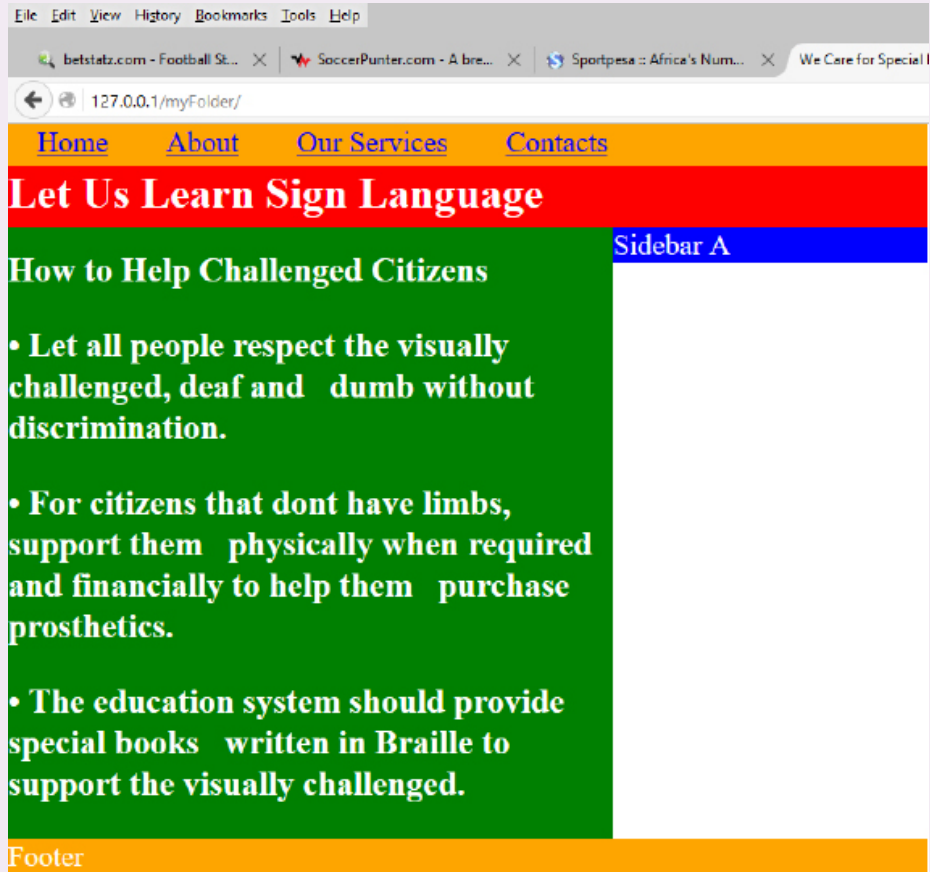 File Edit View History Bookmarks Tools Help
betstatz.com - Football St... SoccerPunter.com - A bre... Sportpesa :: Africa's Num... We Care for Special
127.0.0.1/myFolder/
Home About Our Services Contacts
Let Us Learn Sign Language
How to Help Challenged Citizens
• Let all people respect the visually
challenged, deaf and dumb without
discrimination.
• For citizens that dont have limbs,
support them physically when required
and financially to help them purchase
prosthetics.
• The education system should provide
special books written in Braille to
support the visually challenged.
Sidebar A
Footer